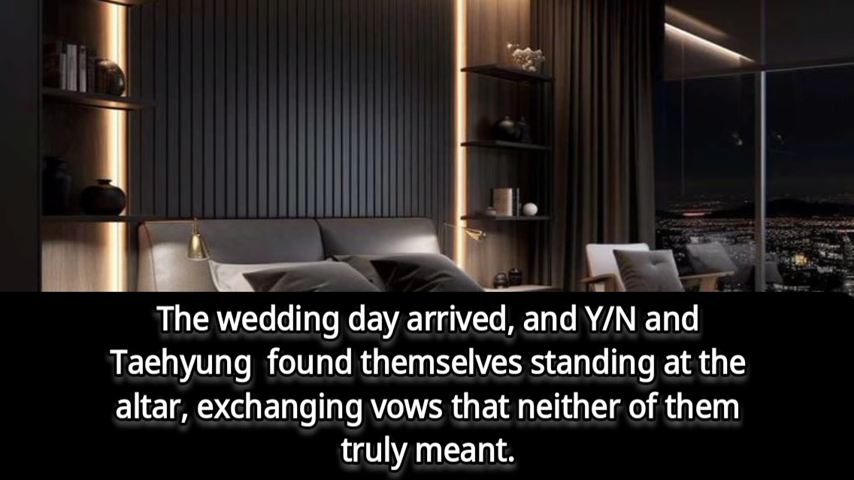 The wedding day arrived, and Y/N and
Taehyung found themselves standing at the
altar, exchanging vows that neither of them
truly meant.